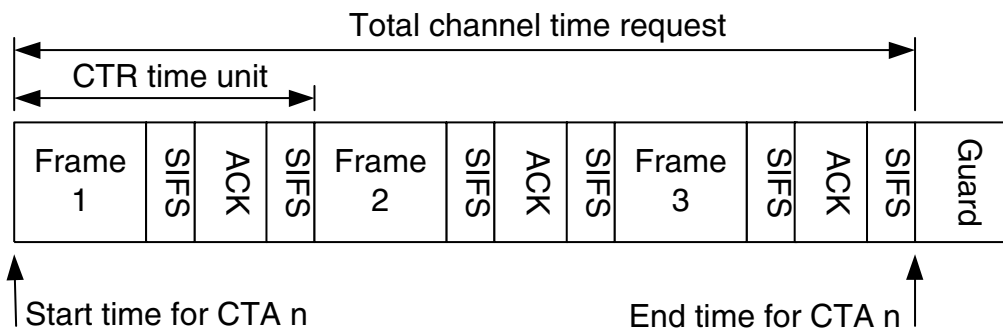 Total channel time request
CTR time unit
Frame
1
SIFS
ACK
SIFS
Frame
2
SIFS
ACK
SIFS
Frame
3
SIFS
ACK
SIFS
Guard
Start time for CTA n
End time for CTA n